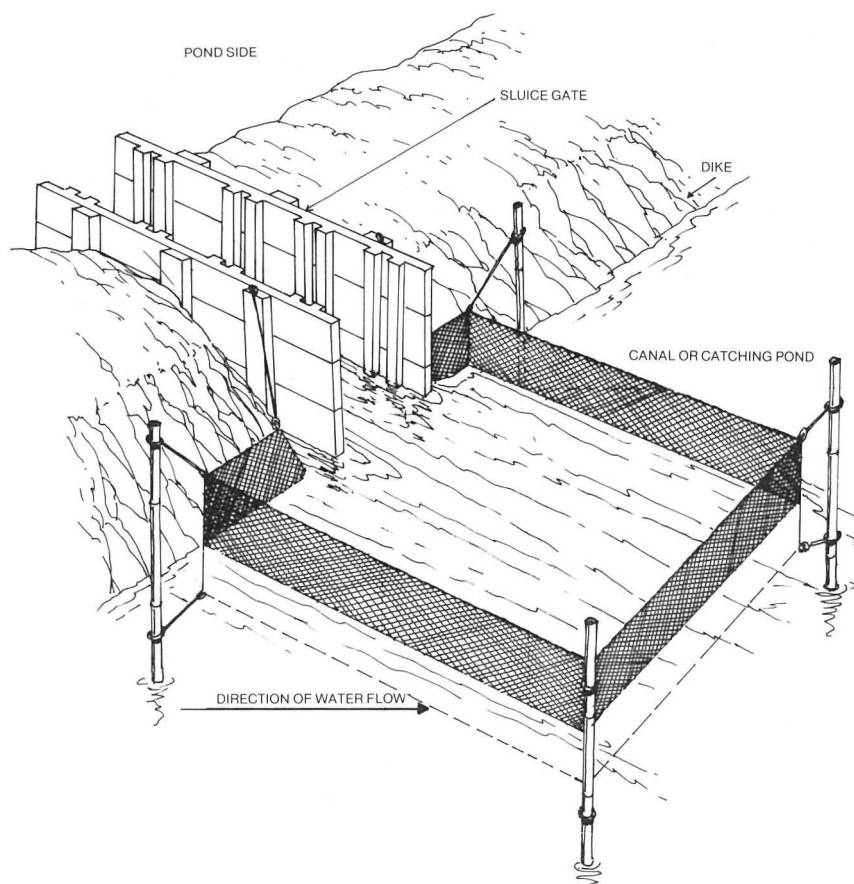 POND SIDE
SLUICE GATE
DIKE
CANAL OR CATCHING POND
DIRECTION OF WATER FLOW